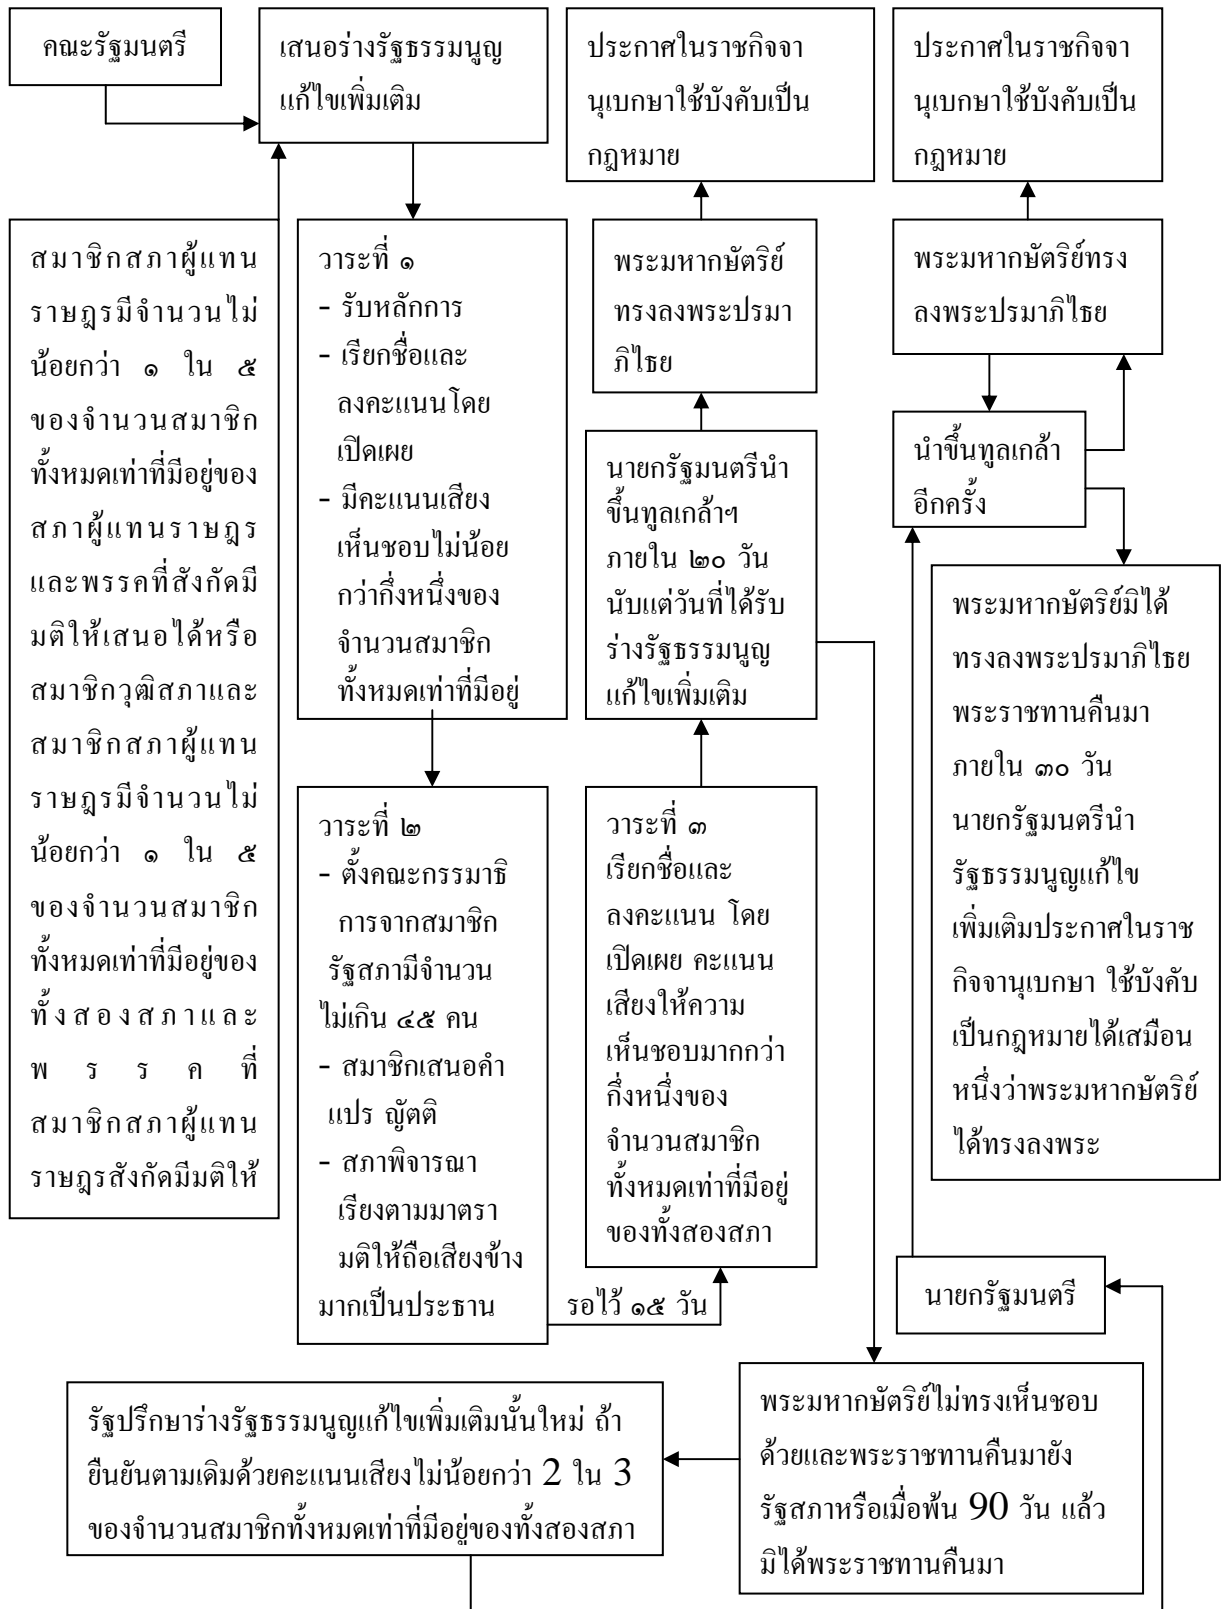 คณะรัฐมนตรี
เสนอร่างรัฐธรรมนูญ
แก้ไขเพิ่มเติม
ประกาศในราชกิจจา
นุเบกษาใช้บังคับเป็น
กฎหมาย
ประกาศในราชกิจจา
นุเบกษาใช้บังคับเป็น
กฎหมาย
สมาชิกสภาผู้แทน
ราษฎรมีจำนวนไม่
น้อยกว่า ๑ ใน ๕
ของจำนวนสมาชิก
ทั้งหมดเท่าที่มีอยู่ของ
สภาผู้แทนราษฎร
และพรรคที่สังกัดมี
มติให้เสนอได้หรือ
สมาชิกวุฒิสภาและ
สมาชิกสภาผู้แทน
ราษฎรมีจำนวนไม่
น้อยกว่า ๑ ใน ๕
ของจำนวนสมาชิก
ทั้งหมดเท่าที่มีอยู่ของ
ทั้งสองสภาและ
พรรคที่
สมาชิกสภาผู้แทน
ราษฎรสังกัดมีมติให้
วาระที่ ๑
- รับหลักการ
- เรียกชื่อและ
ลงคะแนนโดย
เปิดเผย
- มีคะแนนเสียง
เห็นชอบไม่น้อย
กว่ากึ่งหนึ่งของ
จำนวนสมาชิก
ทั้งหมดเท่าที่มีอยู่
พระมหากษัตริย์
ทรงลงพระปรมา
ภิไธย
พระมหากษัตริย์ทรง
ลงพระปรมาภิไธย
นายกรัฐมนตรีนำ
ขึ้นทูลเกล้าฯ
ภายใน ๒๐ วัน
นับแต่วันที่ได้รับ
ร่างรัฐธรรมนูญ
แก้ไขเพิ่มเติม
นำขึ้นทูลเกล้า
อีกครั้ง
พระมหากษัตริย์มิได้
ทรงลงพระปรมาภิไธย
พระราชทานคืนมา
ภายใน ๓๐ วัน
นายกรัฐมนตรีนำ
รัฐธรรมนูญแก้ไข
เพิ่มเติมประกาศในราช
กิจจานุเบกษา ใช้บังคับ
เป็นกฎหมายได้เสมือน
หนึ่งว่าพระมหากษัตริย์
ได้ทรงลงพระ
วาระที่ ๒
- ตั้งคณะกรรมาธิ
การจากสมาชิก
รัฐสภามีจำนวน
ไม่เกิน ๔๕ คน
- สมาชิกเสนอคำ
แปร ญัตติ
- สภาพิจารณา
เรียงตามมาตรา
มติให้ถือเสียงข้าง
มากเป็นประธาน
วาระที่ ๓
เรียกชื่อและ
ลงคะแนน โดย
เปิดเผย คะแนน
เสียงให้ความ
เห็นชอบมากกว่า
กึ่งหนึ่งของ
จำนวนสมาชิก
ทั้งหมดเท่าที่มีอยู่
ของทั้งสองสภา
รอไว้ ๑๕ วัน
นายกรัฐมนตรี
รัฐปรึกษาร่างรัฐธรรมนูญแก้ไขเพิ่มเติมนั้นใหม่ ถ้า
ยืนยันตามเดิมด้วยคะแนนเสียงไม่น้อยกว่า 2 ใน 3
ของจำนวนสมาชิกทั้งหมดเท่าที่มีอยู่ของทั้งสองสภา
พระมหากษัตริย์ไม่ทรงเห็นชอบ
ด้วยและพระราชทานคืนมายัง
รัฐสภาหรือเมื่อพ้น 90 วัน แล้ว
มิได้พระราชทานคืนมา